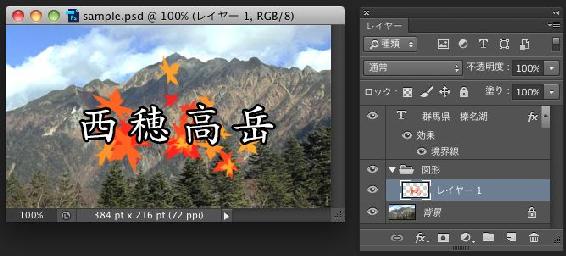 sample.psd @ 100% (レイヤー 1, RGB/8)
西穂高岳
100%
384 pt x 216 pt (72 ppi)
レイヤー
種類
通常
不透明度: 100%
ロック:
塗り: 100%
T 群馬県 榛名湖 fx
効果
境界線
図形
レイヤー 1
背景
fx